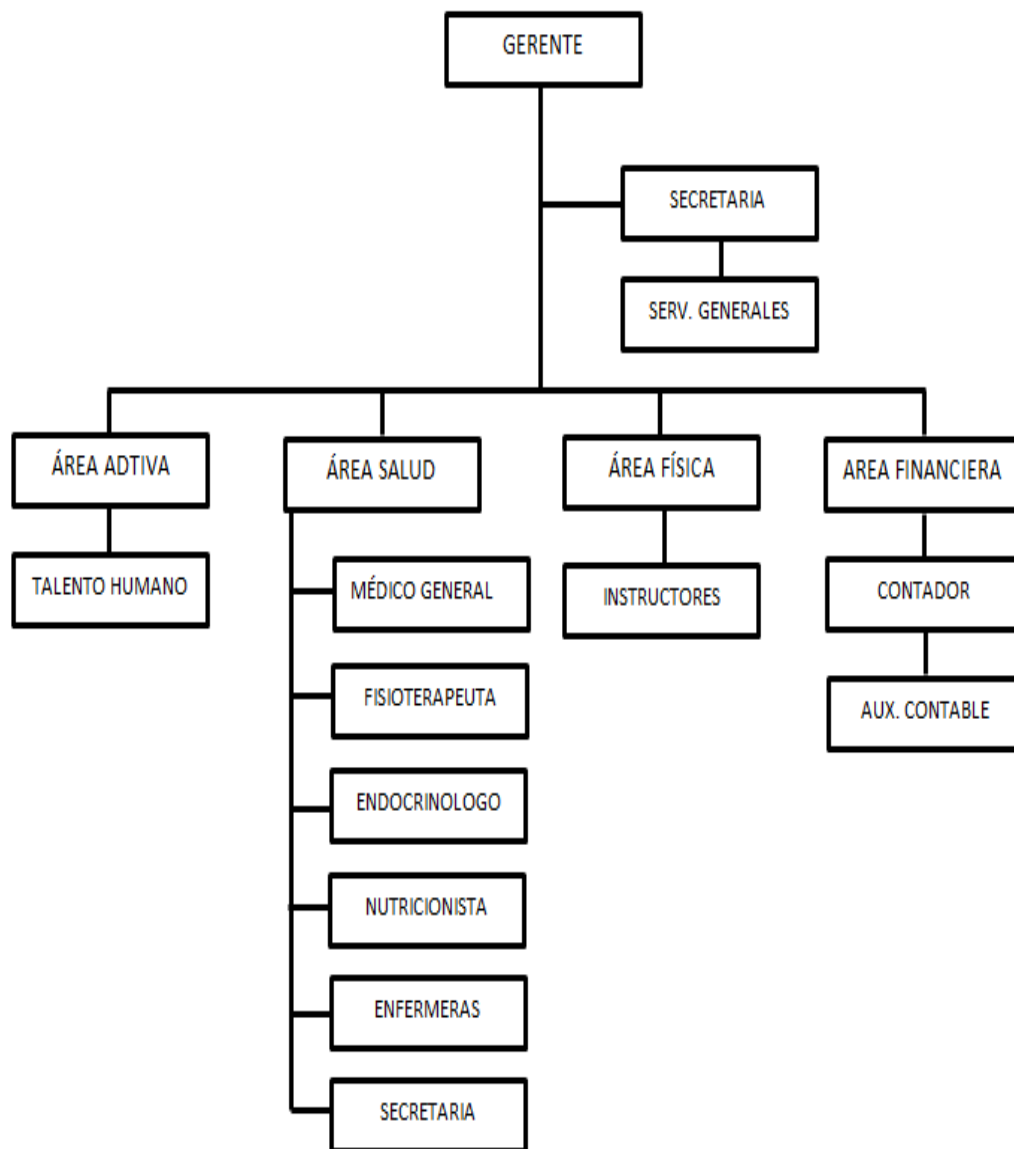 GERENTE
SECRETARIA
SERV. GENERALES
ÁREA ADTIVA
ÁREA SALUD
ÁREA FÍSICA
AREA FINANCIERA
TALENTO HUMANO
MÉDICO GENERAL
INSTRUCTORES
CONTADOR
FISIOTERAPEUTA
AUX. CONTABLE
ENDOCRINOLOGO
NUTRICIONISTA
ENFERMERAS
SECRETARIA